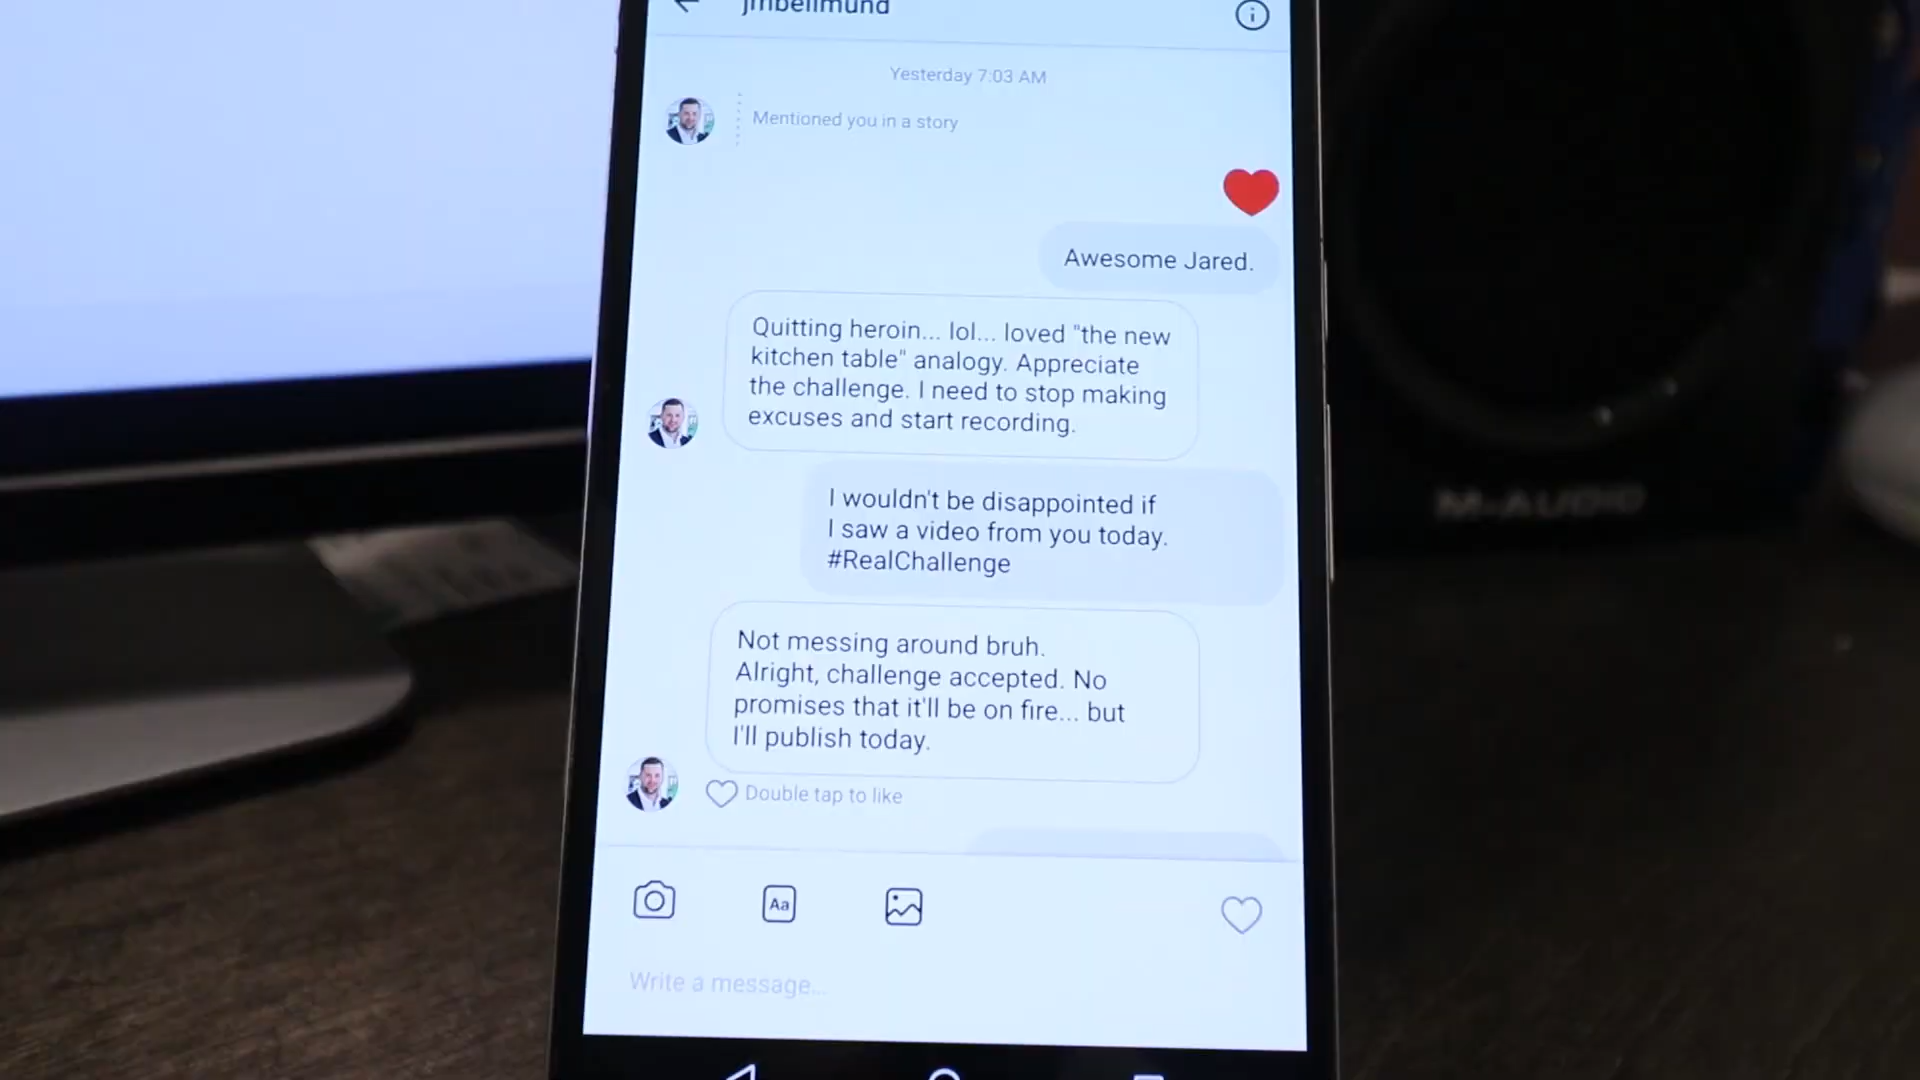 jmbellmund
Yesterday 7:03 AM
Mentioned you in a story
Awesome Jared.
Quitting heroin... lol... loved "the new
kitchen table" analogy. Appreciate
the challenge. I need to stop making
excuses and start recording.
I wouldn't be disappointed if
I saw a video from you today.
#RealChallenge
Not messing around bruh.
Alright, challenge accepted. No
promises that it'll be on fire... but
I'll publish today.
Double tap to like
Aa
Write a message...
M-AUDIO